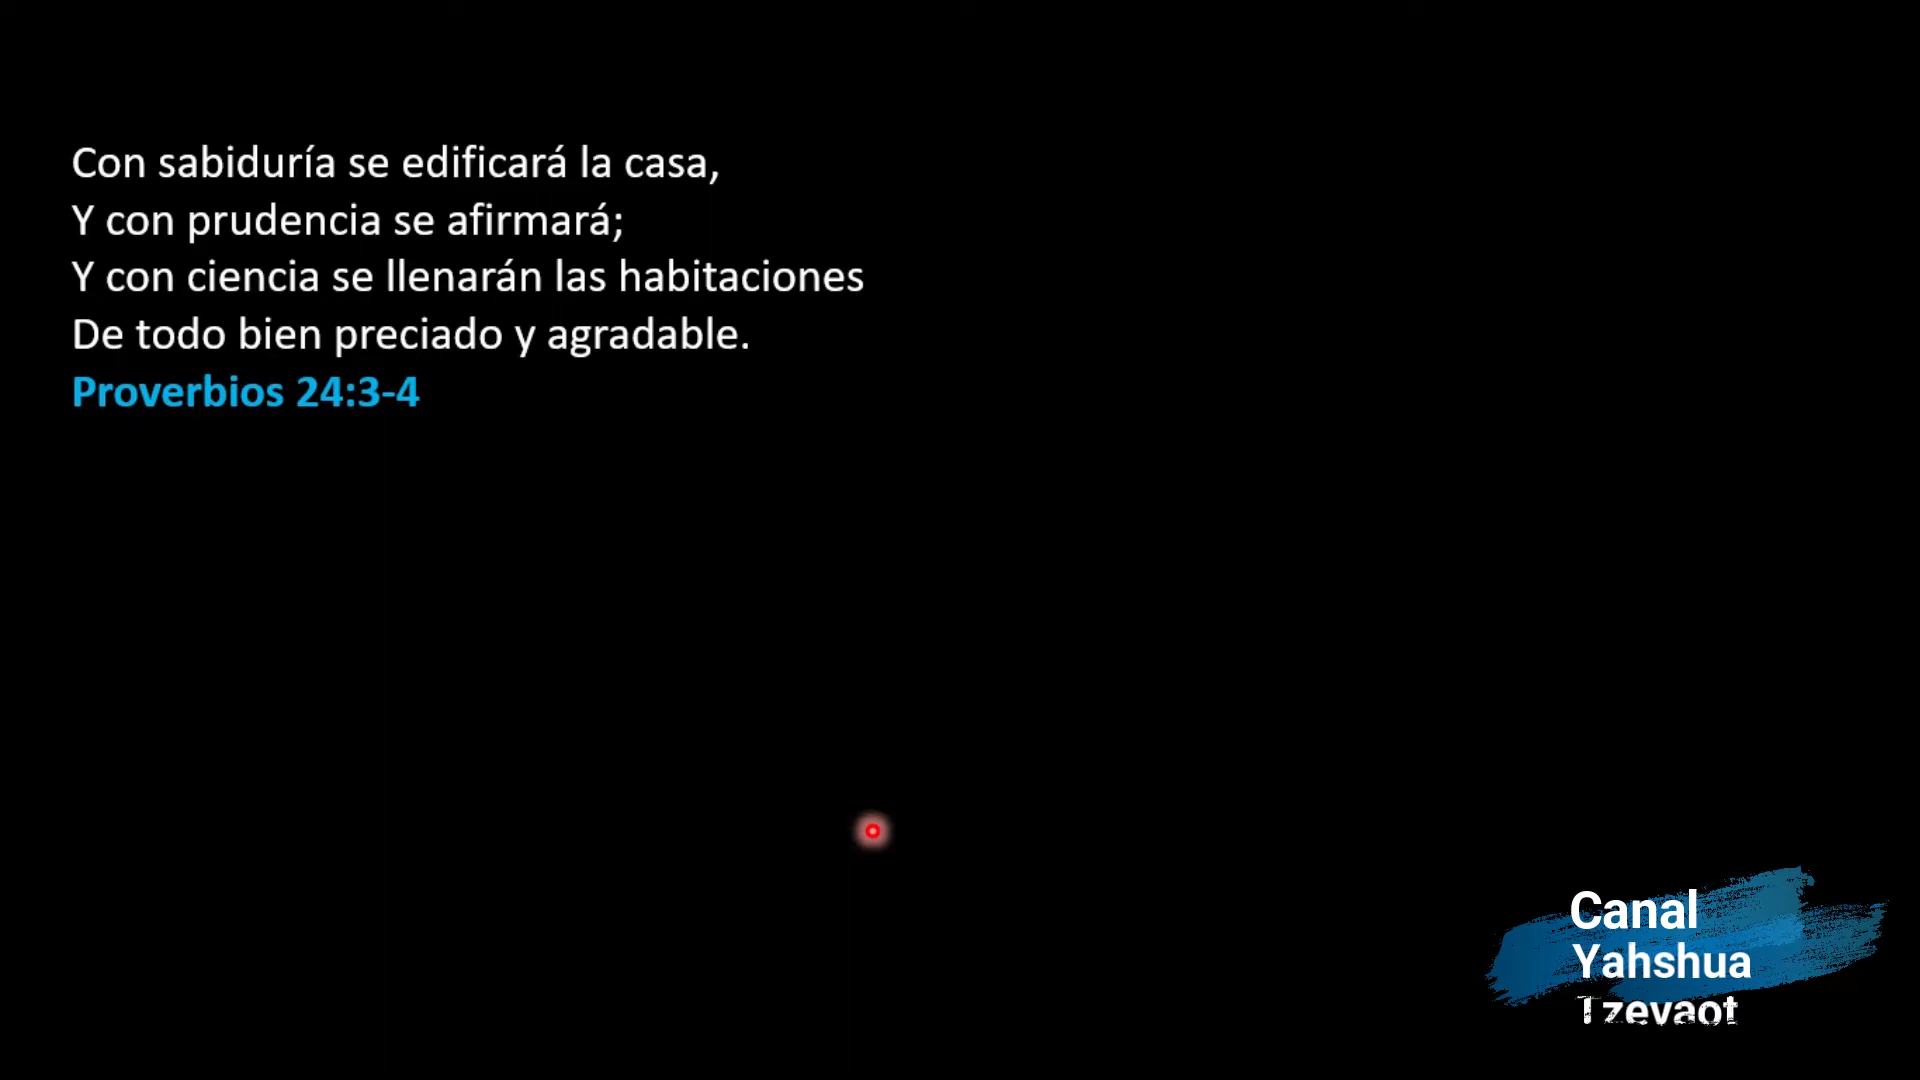 Con sabiduría se edificará la casa,
Y con prudencia se afirmará;
Y con ciencia se llenarán las habitaciones
De todo bien preciado y agradable.
Proverbios 24:3-4
Canal
Yahshua
Tzevaot